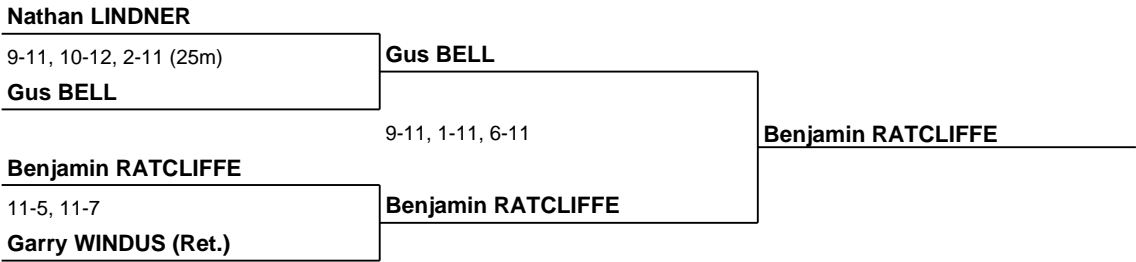 Nathan LINDNER
9-11, 10-12, 2-11 (25m)
Gus BELL
Gus BELL
9-11, 1-11, 6-11
Benjamin RATCLIFFE
Benjamin RATCLIFFE
11-5, 11-7
Benjamin RATCLIFFE
Garry WINDUS (Ret.)